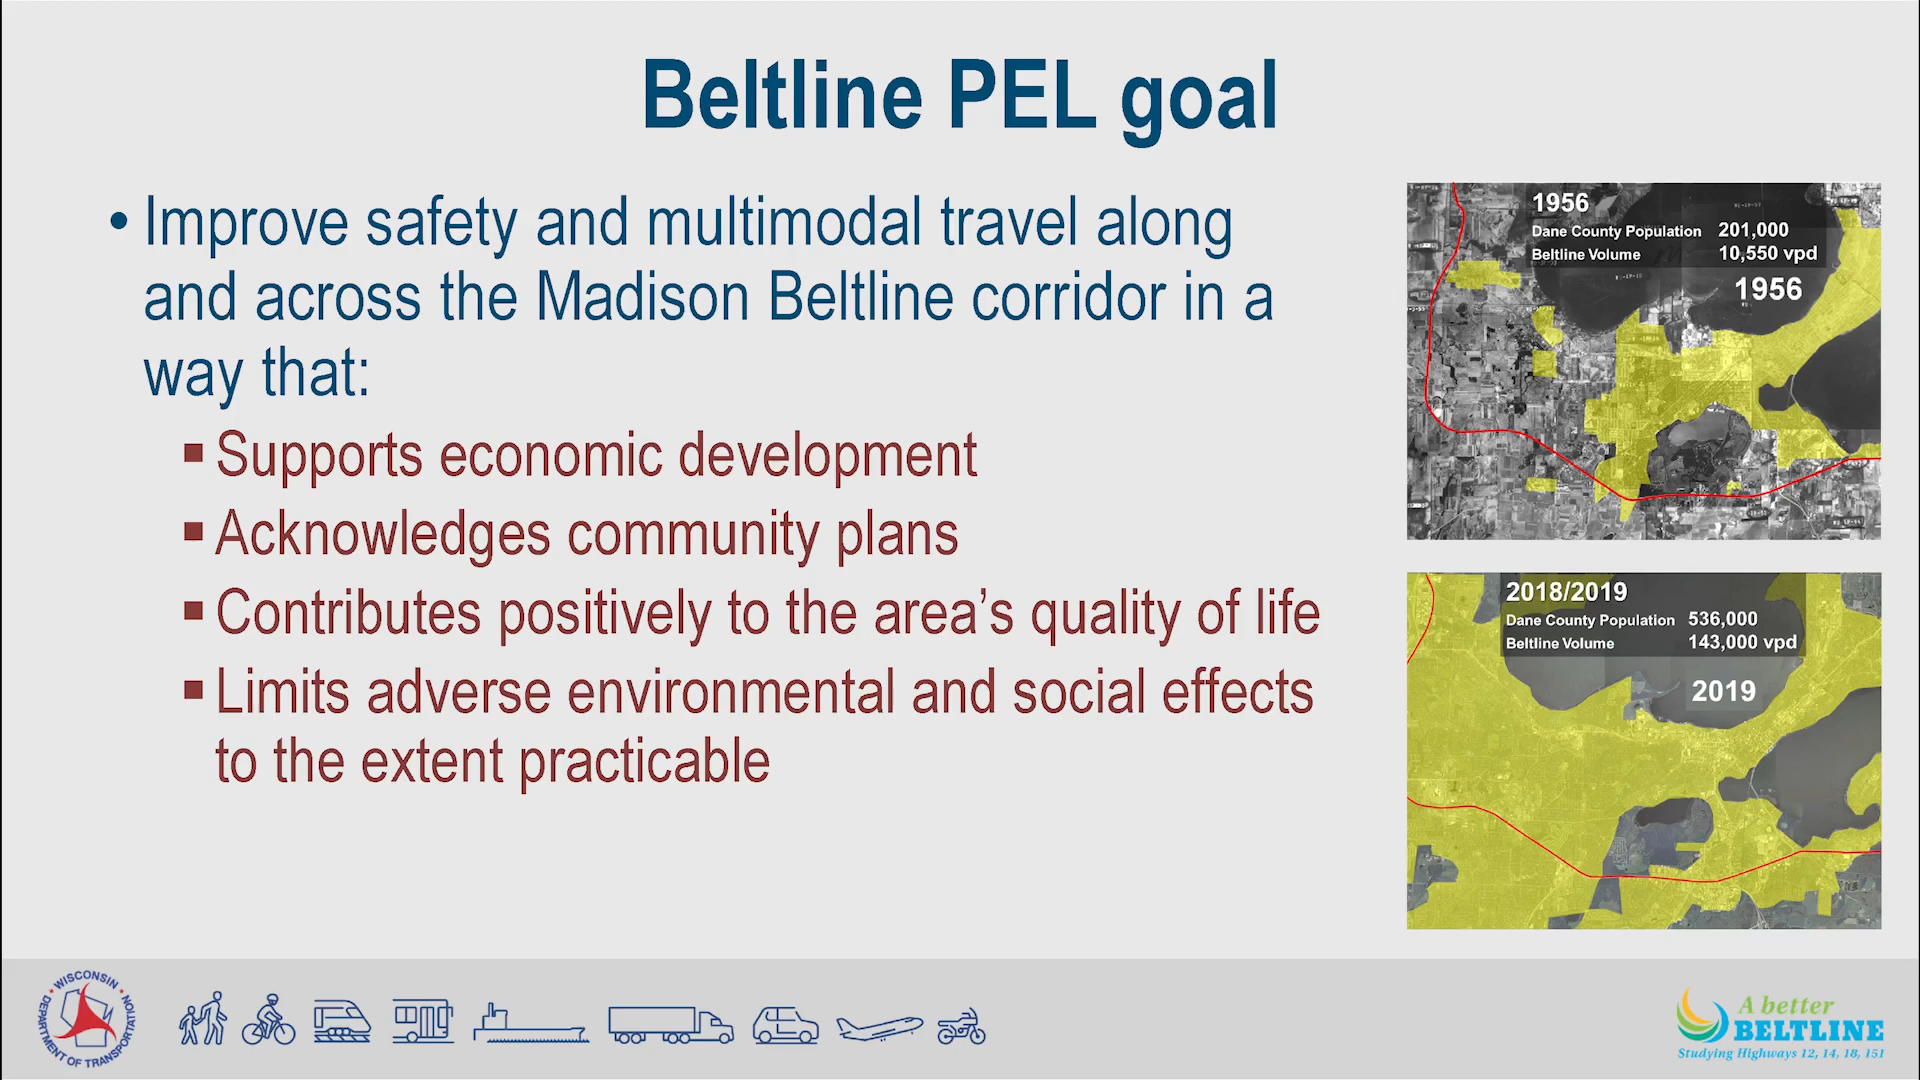 Beltline PEL goal
• Improve safety and multimodal travel along
and across the Madison Beltline corridor in a
way that:
▪ Supports economic development
▪ Acknowledges community plans
▪ Contributes positively to the area’s quality of life
▪ Limits adverse environmental and social effects
to the extent practicable
1956
Dane County Population 201,000
Beltline Volume 10,550 vpd
1956
2018/2019
Dane County Population 536,000
Beltline Volume 143,000 vpd
2019
WISCONSIN
DEPARTMENT OF TRANSPORTATION
A better
BELTLINE
Studying Highways 12, 14, 18, 151